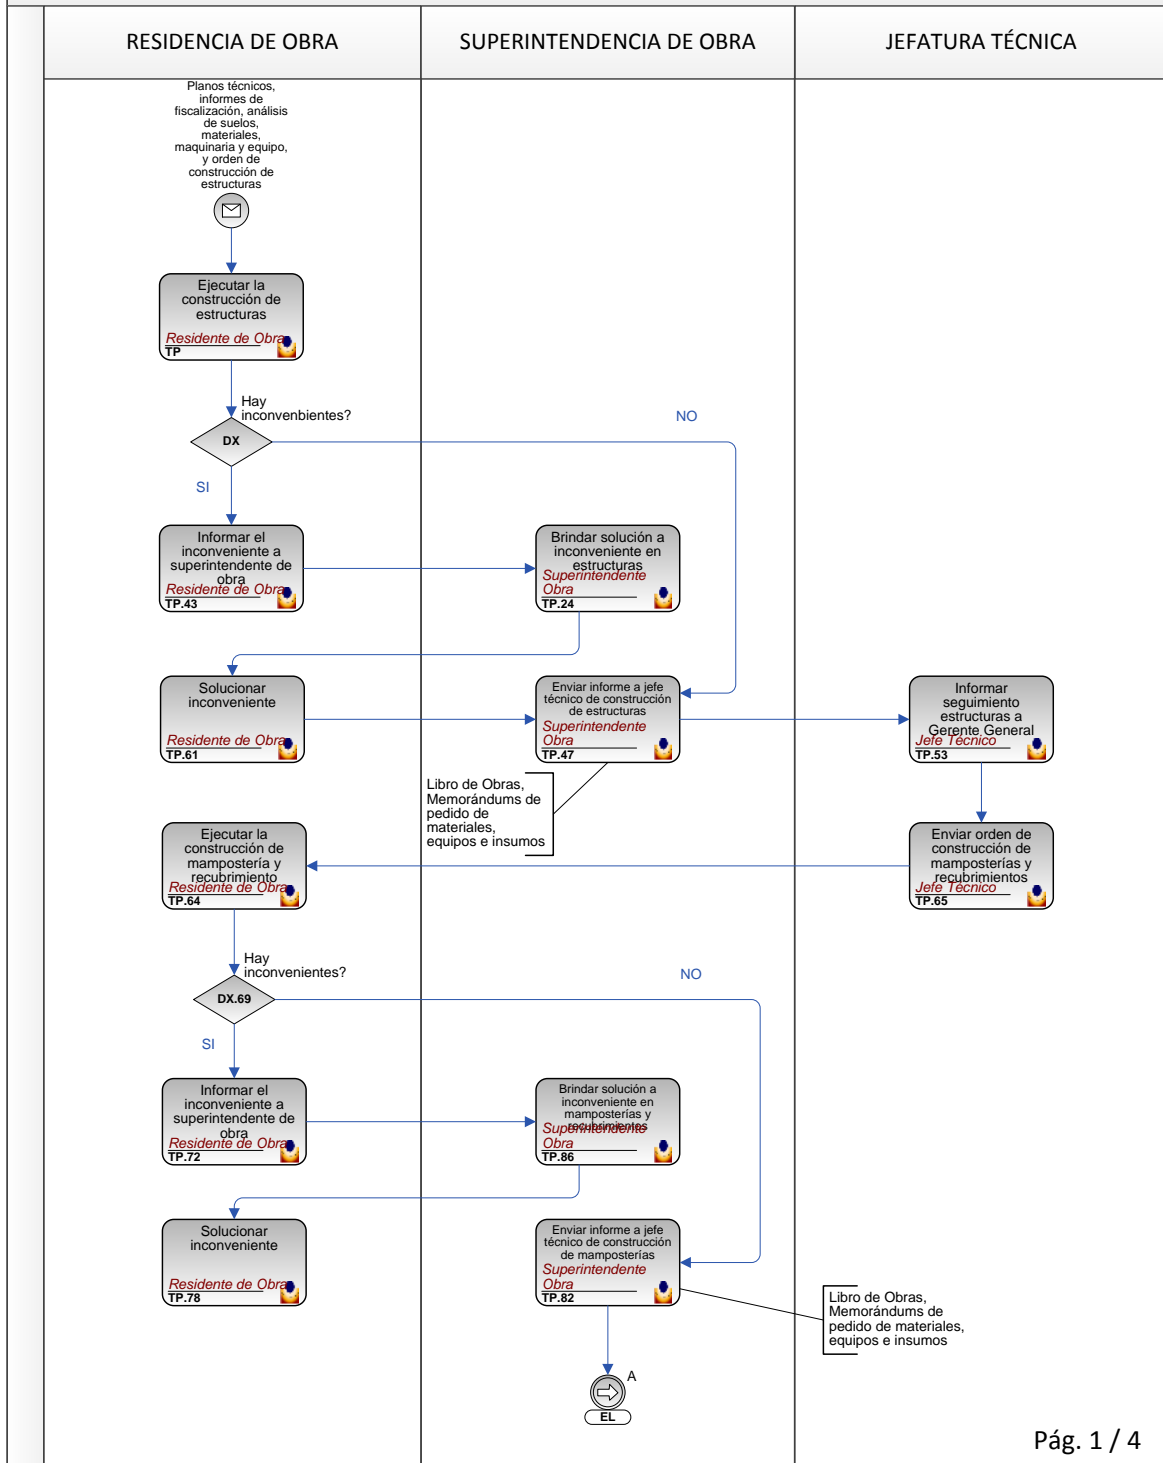 RESIDENCIA DE OBRA
SUPERINTENDENCIA DE OBRA
JEFATURA TÉCNICA
Planos técnicos,
informes de
fiscalización, análisis
de suelos,
materiales,
maquinaria y equipo,
y orden de
construcción de
estructuras
Ejecutar la
construcción de
estructuras
Residente de Obra
TP
Hay
inconvenbientes?
DX
NO
SI
Informar el
inconveniente a
superintendente de
obra
Residente de Obra
TP.43
Brindar solución a
inconveniente en
estructuras
Superintendente
Obra
TP.24
Solucionar
inconveniente
Residente de Obra
TP.61
Enviar informe a jefe
técnico de construcción
de estructuras
Superintendente
Obra
TP.47
Informar
seguimiento
estructuras a
Gerente General
Jefe Técnico
TP.53
Libro de Obras,
Memorándums de
pedido de
materiales,
equipos e insumos
Ejecutar la
construcción de
mampostería y
recubrimiento
Residente de Obra
TP.64
Enviar orden de
construcción de
mamposterías y
recubrimientos
Jefe Técnico
TP.65
Hay
inconvenientes?
DX.69
NO
SI
Informar el
inconveniente a
superintendente de
obra
Residente de Obra
TP.72
Brindar solución a
inconveniente en
mamposterías y
recubrimientos
Superintendente
Obra
TP.86
Solucionar
inconveniente
Residente de Obra
TP.78
Enviar informe a jefe
técnico de construcción
de mamposterías
Superintendente
Obra
TP.82
Libro de Obras,
Memorándums de
pedido de materiales,
equipos e insumos
A
EL
Pág. 1 / 4